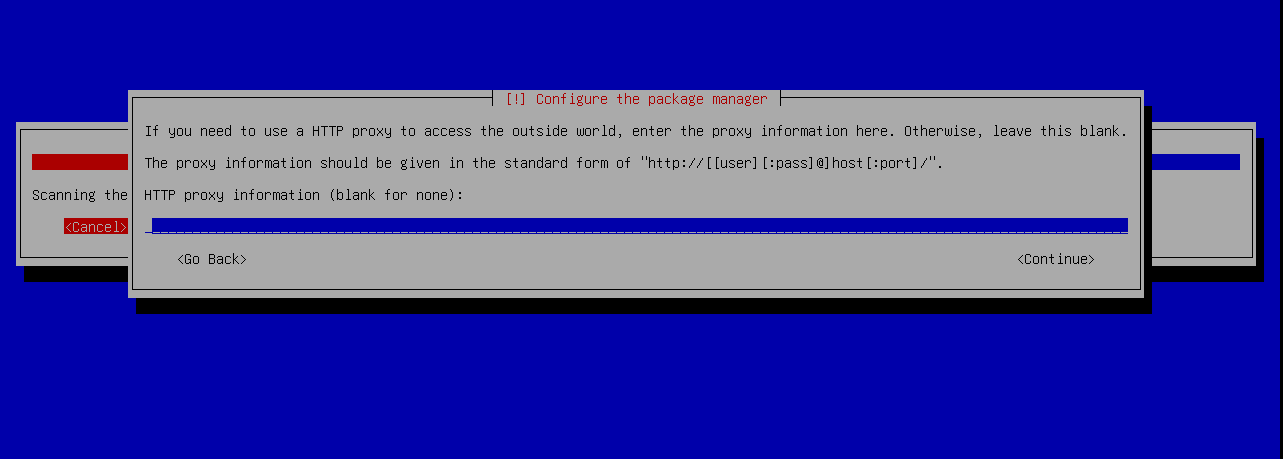 [!] Configure the package manager
If you need to use a HTTP proxy to access the outside world, enter the proxy information here. Otherwise, leave this blank.
The proxy information should be given in the standard form of "http://[[user][:pass]@]host[:port]/".
Scanning the
HTTP proxy information (blank for none):
<Cancel>
<Go Back>
<Continue>